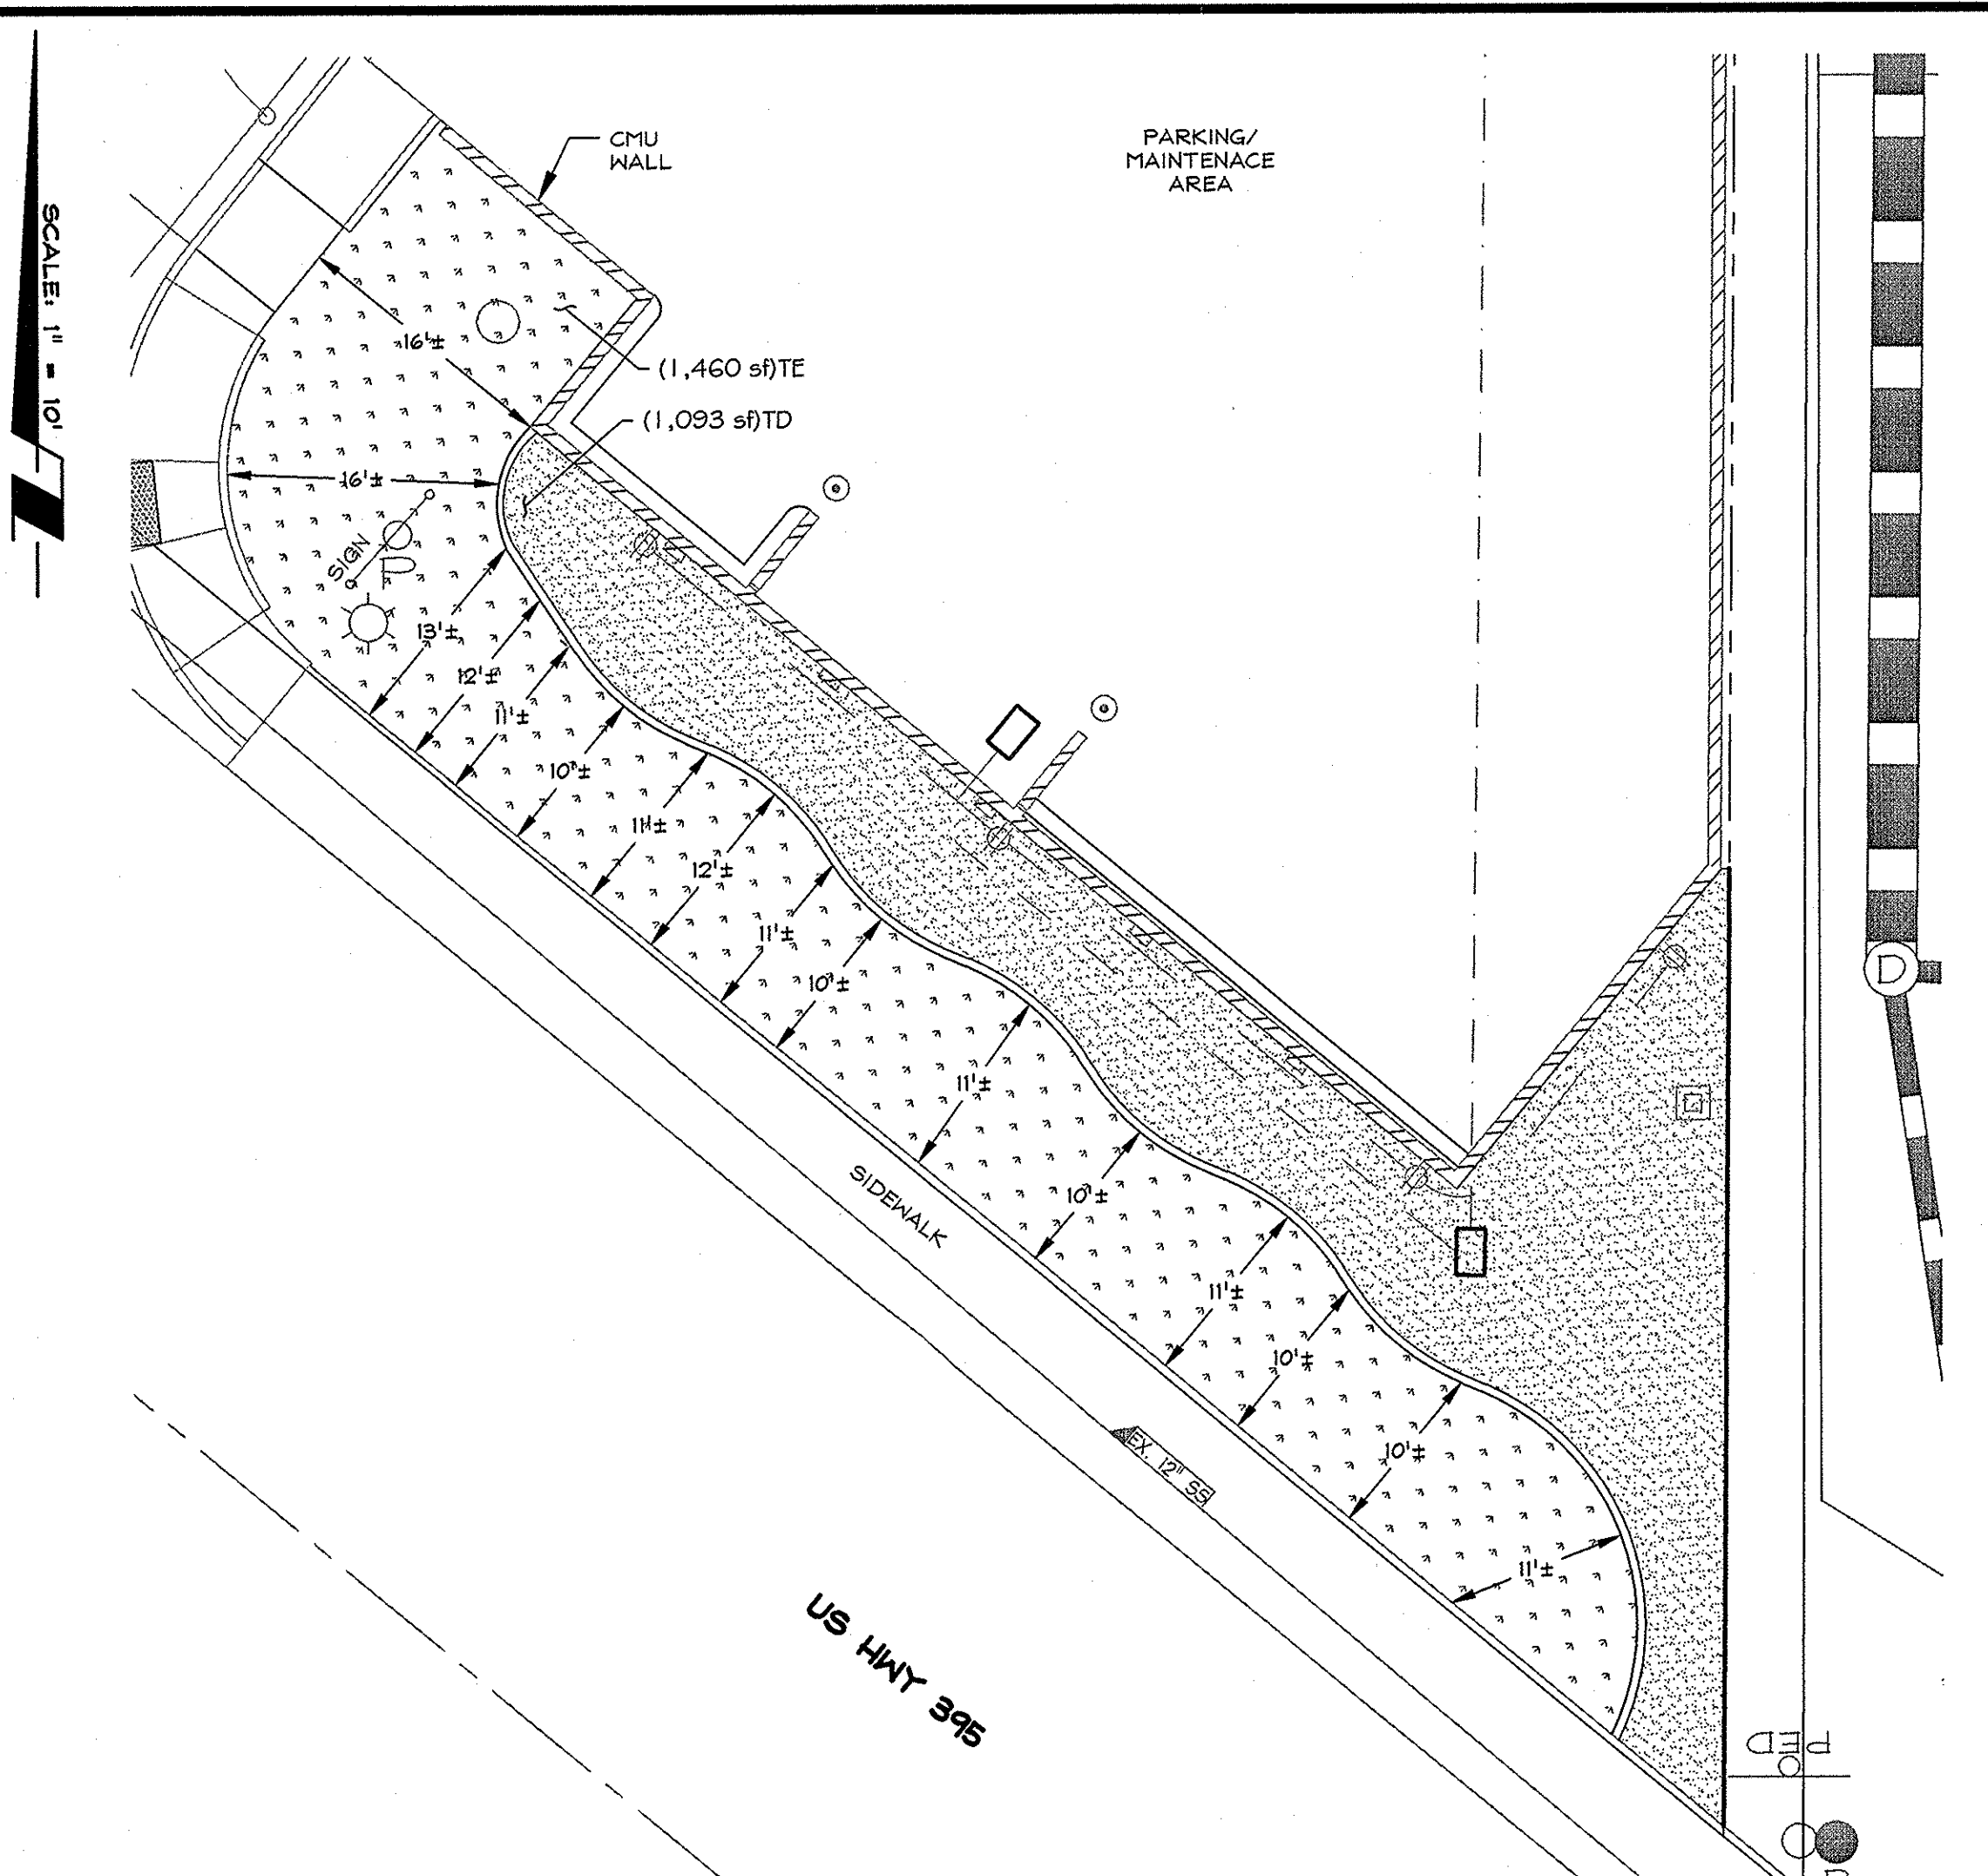 SCALE: 1" = 10'
CMU
WALL
PARKING/
MAINTENACE
AREA
16'±
(1,460 sf)TE
(1,093 sf)TD
16'±
SIGN
13'±
12'±
11'±
10'±
11'±
12'±
11'±
10'±
11'±
10'±
11'±
10'±
10'±
11'±
D
SIDEWALK
EX. 12" SS
US HWY 395
PED